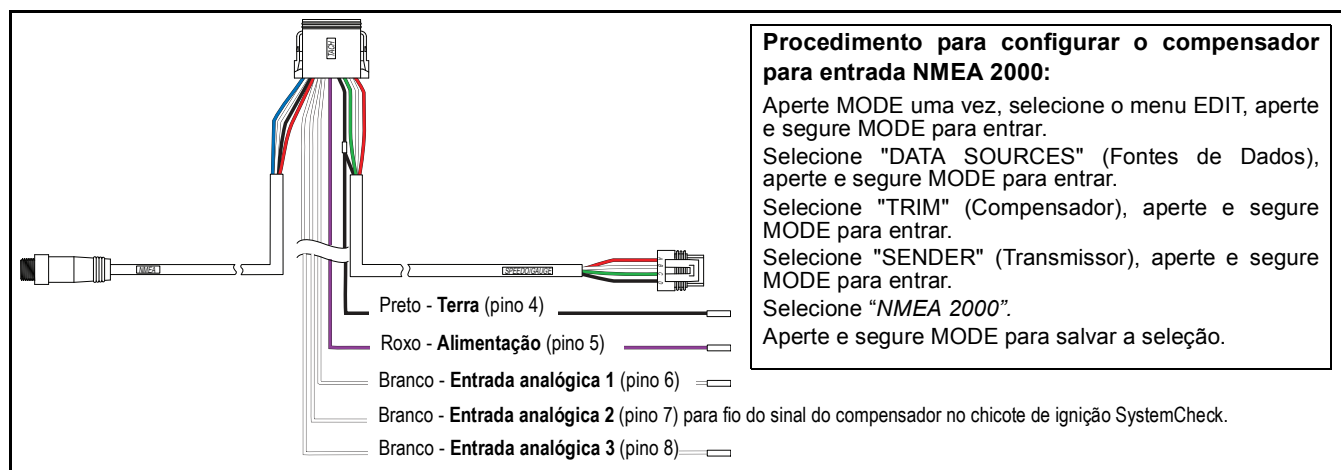 TACH
NMEA
SPEEDO/GAUGE
Preto - Terra (pino 4)
Roxo - Alimentação (pino 5)
Branco - Entrada analógica 1 (pino 6)
Branco - Entrada analógica 2 (pino 7) para fio do sinal do compensador no chicote de ignição SystemCheck.
Branco - Entrada analógica 3 (pino 8)
Procedimento para configurar o compensador
para entrada NMEA 2000:
Aperte MODE uma vez, selecione o menu EDIT, aperte
e segure MODE para entrar.
Selecione "DATA SOURCES" (Fontes de Dados),
aperte e segure MODE para entrar.
Selecione "TRIM" (Compensador), aperte e segure
MODE para entrar.
Selecione "SENDER" (Transmissor), aperte e segure
MODE para entrar.
Selecione “NMEA 2000”.
Aperte e segure MODE para salvar a seleção.